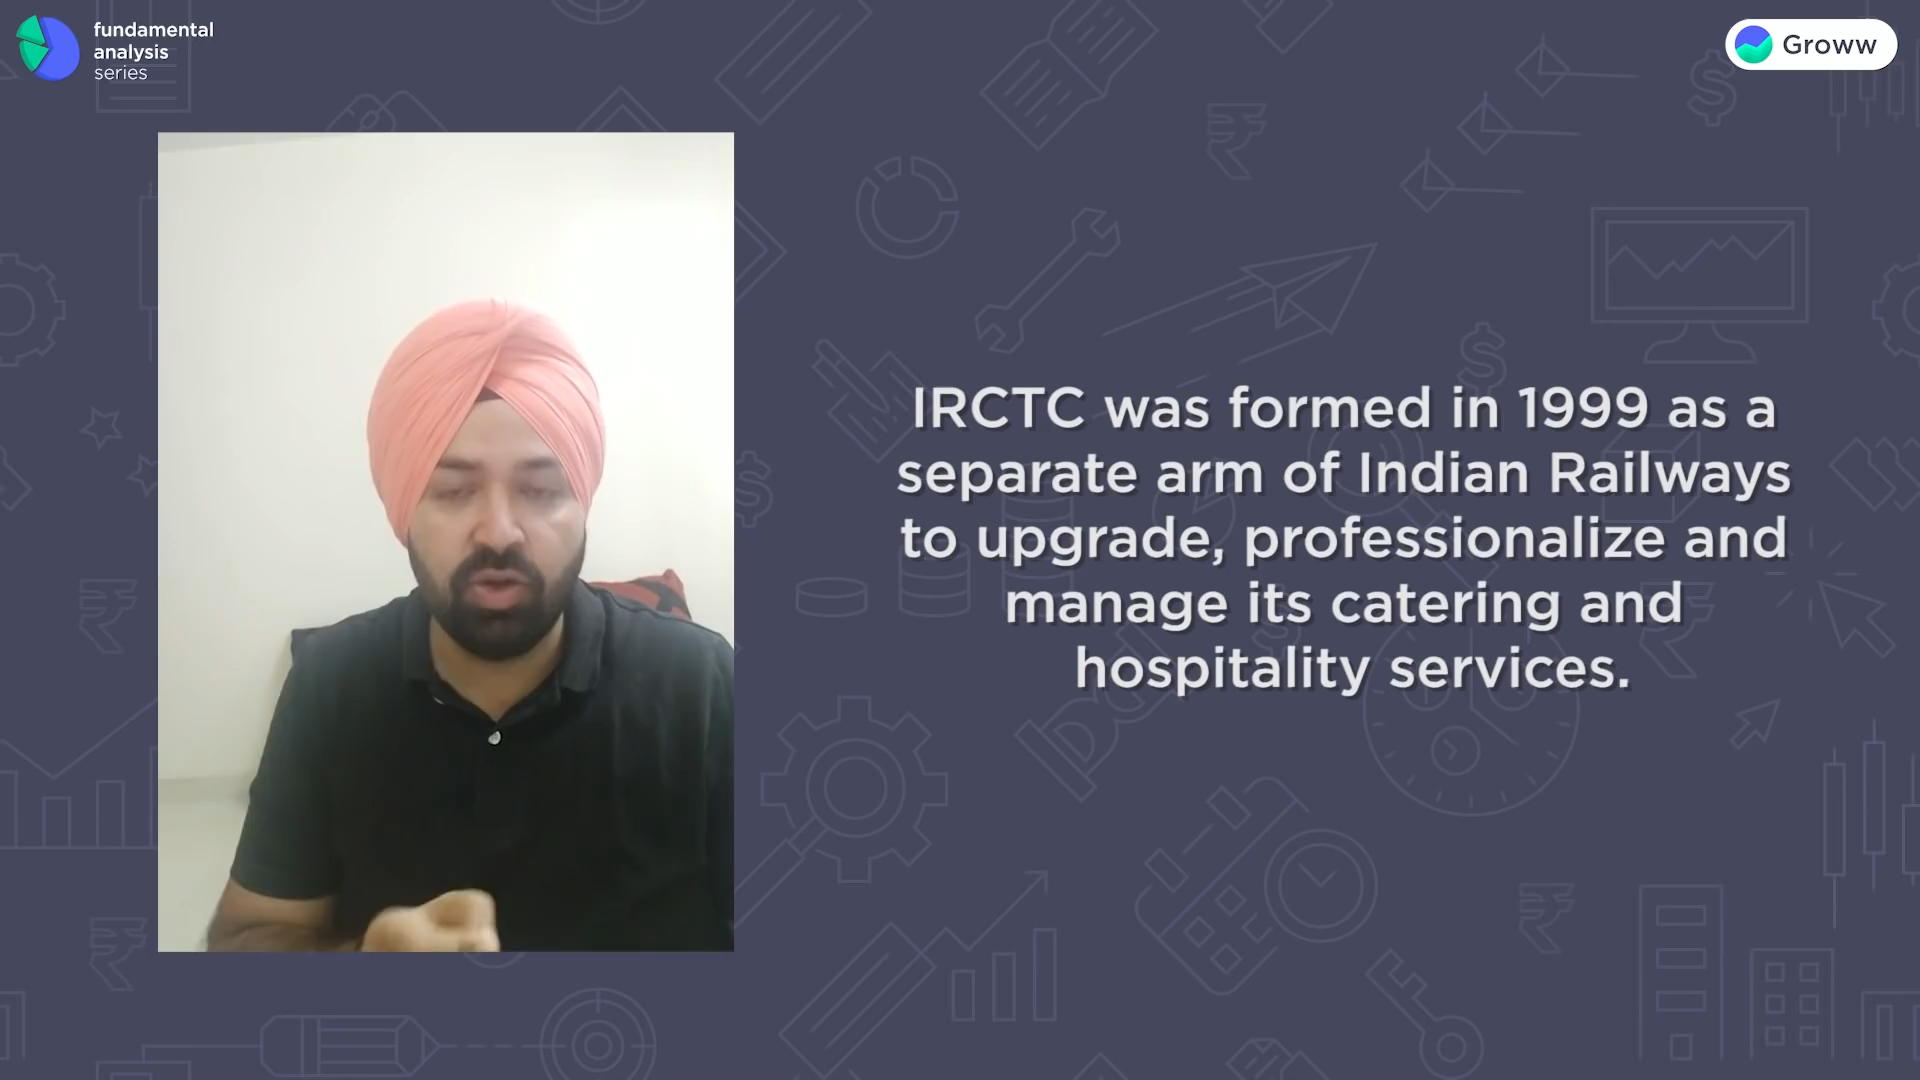 fundamental
analysis
series
Groww
IRCTC was formed in 1999 as a
separate arm of Indian Railways
to upgrade, professionalize and
manage its catering and
hospitality services.